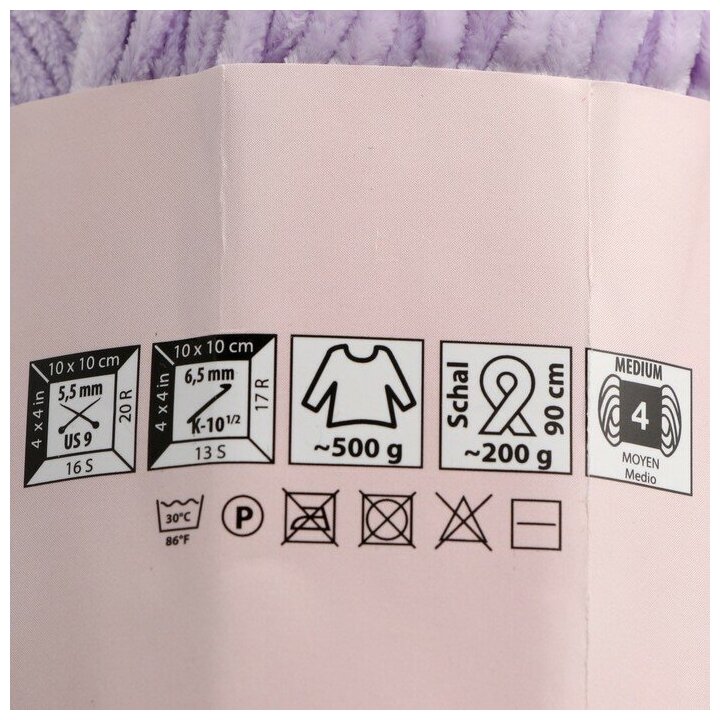 10 x 10 cm
4 x 4 in
5,5 mm
US 9
20 R
16 S
10 x 10 cm
4 x 4 in
6,5 mm
K-10 1/2
17 R
13 S
~500 g
Schal
90 cm
~200 g
MEDIUM
4
MOYEN
Medio
30°C
86°F
P